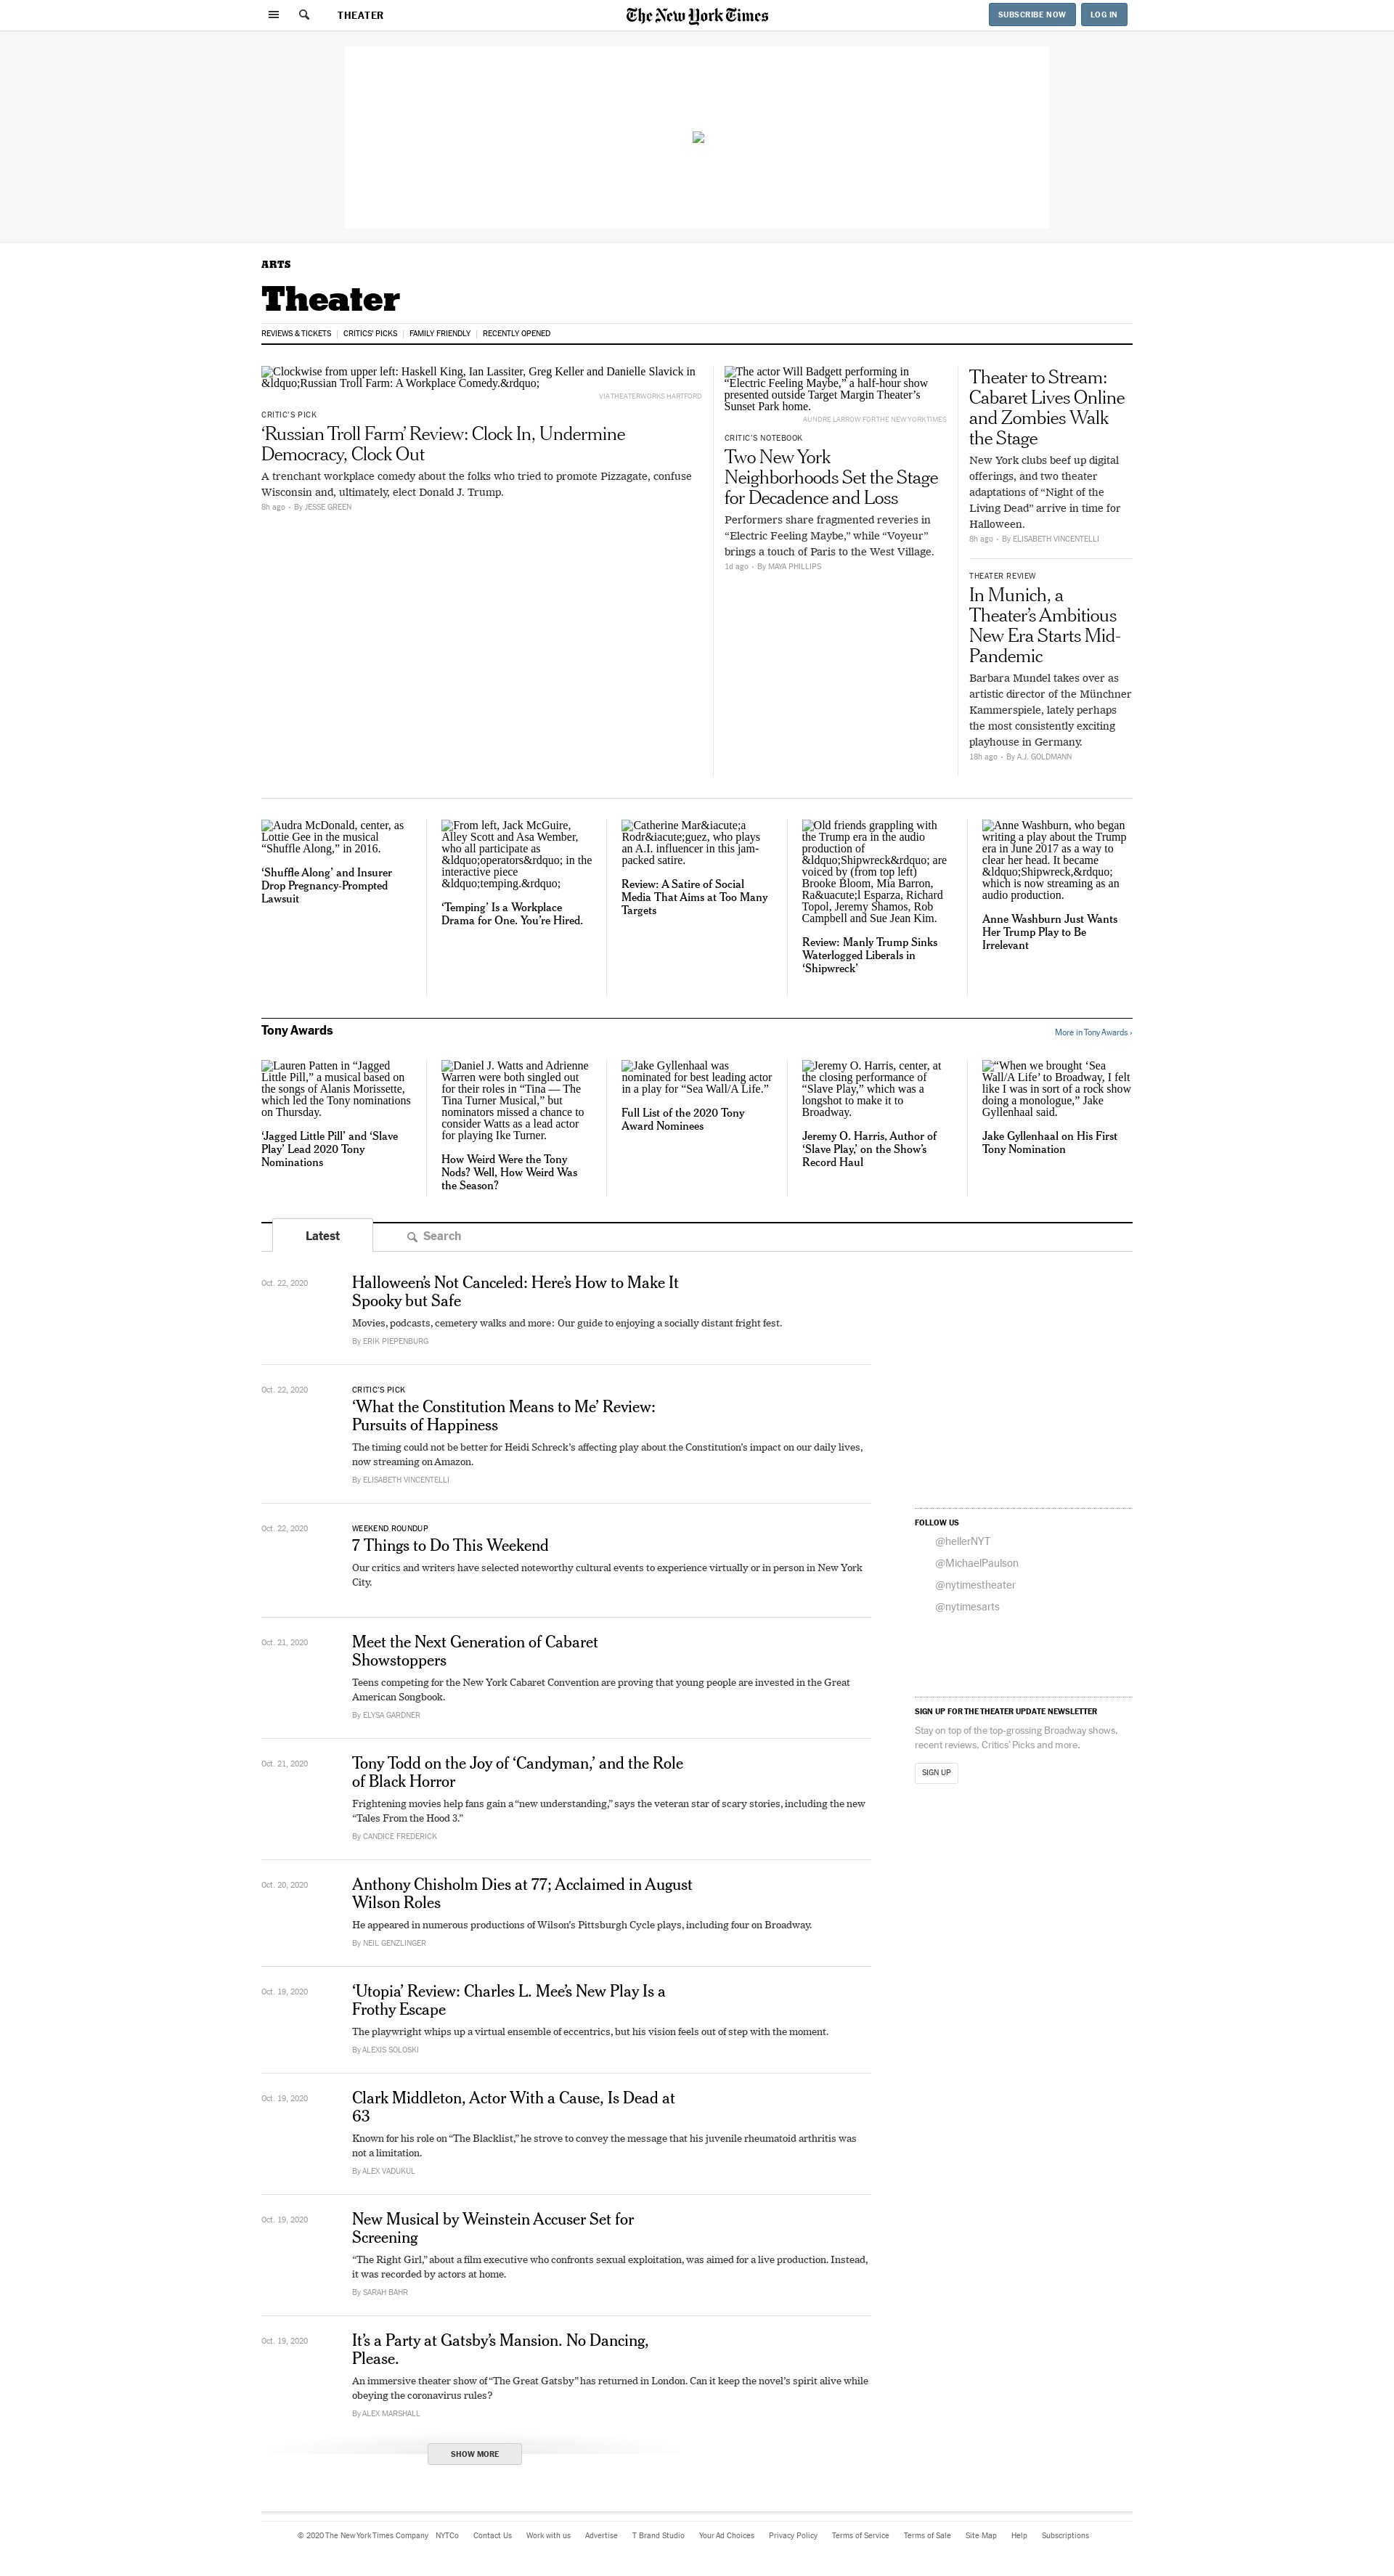 THEATER
The New York Times
SUBSCRIBE NOW
LOG IN
ARTS
Theater
REVIEWS & TICKETS
CRITICS' PICKS
FAMILY FRIENDLY
RECENTLY OPENED
Clockwise from upper left: Haskell King, Ian Lassiter, Greg Keller and Danielle Slavick in
&ldquo;Russian Troll Farm: A Workplace Comedy.&rdquo;
VIA THEATERWORKS HARTFORD
CRITIC'S PICK
‘Russian Troll Farm’ Review: Clock In, Undermine
Democracy, Clock Out
A trenchant workplace comedy about the folks who tried to promote Pizzagate, confuse
Wisconsin and, ultimately, elect Donald J. Trump.
8h ago • By JESSE GREEN
The actor Will Badgett performing in
“Electric Feeling Maybe,” a half-hour show
presented outside Target Margin Theater’s
Sunset Park home.
AUNDRE LARROW FOR THE NEW YORK TIMES
CRITIC'S NOTEBOOK
Two New York
Neighborhoods Set the Stage
for Decadence and Loss
Performers share fragmented reveries in
“Electric Feeling Maybe,” while “Voyeur”
brings a touch of Paris to the West Village.
1d ago • By MAYA PHILLIPS
Theater to Stream:
Cabaret Lives Online
and Zombies Walk
the Stage
New York clubs beef up digital
offerings, and two theater
adaptations of “Night of the
Living Dead” arrive in time for
Halloween.
8h ago • By ELISABETH VINCENTELLI
THEATER REVIEW
In Munich, a
Theater’s Ambitious
New Era Starts Mid-
Pandemic
Barbara Mundel takes over as
artistic director of the Münchner
Kammerspiele, lately perhaps
the most consistently exciting
playhouse in Germany.
18h ago • By A.J. GOLDMANN
Audra McDonald, center, as
Lottie Gee in the musical
“Shuffle Along,” in 2016.
‘Shuffle Along’ and Insurer
Drop Pregnancy-Prompted
Lawsuit
From left, Jack McGuire,
Alley Scott and Asa Wember,
who all participate as
&ldquo;operators&rdquo; in the
interactive piece
&ldquo;temping.&rdquo;
‘Temping’ Is a Workplace
Drama for One. You’re Hired.
Catherine Mar&iacute;a
Rodr&iacute;guez, who plays
an A.I. influencer in this jam-
packed satire.
Review: A Satire of Social
Media That Aims at Too Many
Targets
Old friends grappling with
the Trump era in the audio
production of
&ldquo;Shipwreck&rdquo; are
voiced by (from top left)
Brooke Bloom, Mia Barron,
Ra&uacute;l Esparza, Richard
Topol, Jeremy Shamos, Rob
Campbell and Sue Jean Kim.
Review: Manly Trump Sinks
Waterlogged Liberals in
‘Shipwreck’
Anne Washburn, who began
writing a play about the Trump
era in June 2017 as a way to
clear her head. It became
&ldquo;Shipwreck,&rdquo;
which is now streaming as an
audio production.
Anne Washburn Just Wants
Her Trump Play to Be
Irrelevant
Tony Awards
More in Tony Awards ›
Lauren Patten in “Jagged
Little Pill,” a musical based on
the songs of Alanis Morissette,
which led the Tony nominations
on Thursday.
‘Jagged Little Pill’ and ‘Slave
Play’ Lead 2020 Tony
Nominations
Daniel J. Watts and Adrienne
Warren were both singled out
for their roles in “Tina — The
Tina Turner Musical,” but
nominators missed a chance to
consider Watts as a lead actor
for playing Ike Turner.
How Weird Were the Tony
Nods? Well, How Weird Was
the Season?
Jake Gyllenhaal was
nominated for best leading actor
in a play for “Sea Wall/A Life.”
Full List of the 2020 Tony
Award Nominees
Jeremy O. Harris, center, at
the closing performance of
“Slave Play,” which was a
longshot to make it to
Broadway.
Jeremy O. Harris, Author of
‘Slave Play,’ on the Show’s
Record Haul
“When we brought ‘Sea
Wall/A Life’ to Broadway, I felt
like I was in sort of a rock show
doing a monologue,” Jake
Gyllenhaal said.
Jake Gyllenhaal on His First
Tony Nomination
Latest
Search
Oct. 22, 2020
Halloween’s Not Canceled: Here’s How to Make It
Spooky but Safe
Movies, podcasts, cemetery walks and more: Our guide to enjoying a socially distant fright fest.
By ERIK PIEPENBURG
Oct. 22, 2020
CRITIC'S PICK
‘What the Constitution Means to Me’ Review:
Pursuits of Happiness
The timing could not be better for Heidi Schreck’s affecting play about the Constitution’s impact on our daily lives,
now streaming on Amazon.
By ELISABETH VINCENTELLI
Oct. 22, 2020
WEEKEND ROUNDUP
7 Things to Do This Weekend
Our critics and writers have selected noteworthy cultural events to experience virtually or in person in New York
City.
Oct. 21, 2020
Meet the Next Generation of Cabaret
Showstoppers
Teens competing for the New York Cabaret Convention are proving that young people are invested in the Great
American Songbook.
By ELYSA GARDNER
Oct. 21, 2020
Tony Todd on the Joy of ‘Candyman,’ and the Role
of Black Horror
Frightening movies help fans gain a “new understanding,” says the veteran star of scary stories, including the new
“Tales From the Hood 3.”
By CANDICE FREDERICK
Oct. 20, 2020
Anthony Chisholm Dies at 77; Acclaimed in August
Wilson Roles
He appeared in numerous productions of Wilson’s Pittsburgh Cycle plays, including four on Broadway.
By NEIL GENZLINGER
Oct. 19, 2020
‘Utopia’ Review: Charles L. Mee’s New Play Is a
Frothy Escape
The playwright whips up a virtual ensemble of eccentrics, but his vision feels out of step with the moment.
By ALEXIS SOLOSKI
Oct. 19, 2020
Clark Middleton, Actor With a Cause, Is Dead at
63
Known for his role on “The Blacklist,” he strove to convey the message that his juvenile rheumatoid arthritis was
not a limitation.
By ALEX VADUKUL
Oct. 19, 2020
New Musical by Weinstein Accuser Set for
Screening
“The Right Girl,” about a film executive who confronts sexual exploitation, was aimed for a live production. Instead,
it was recorded by actors at home.
By SARAH BAHR
Oct. 19, 2020
It’s a Party at Gatsby’s Mansion. No Dancing,
Please.
An immersive theater show of “The Great Gatsby” has returned in London. Can it keep the novel’s spirit alive while
obeying the coronavirus rules?
By ALEX MARSHALL
SHOW MORE
FOLLOW US
@hellerNYT
@MichaelPaulson
@nytimestheater
@nytimesarts
SIGN UP FOR THE THEATER UPDATE NEWSLETTER
Stay on top of the top-grossing Broadway shows,
recent reviews, Critics’ Picks and more.
SIGN UP
© 2020 The New York Times Company NYTCo Contact Us Work with us Advertise T Brand Studio Your Ad Choices Privacy Policy Terms of Service Terms of Sale Site Map Help Subscriptions